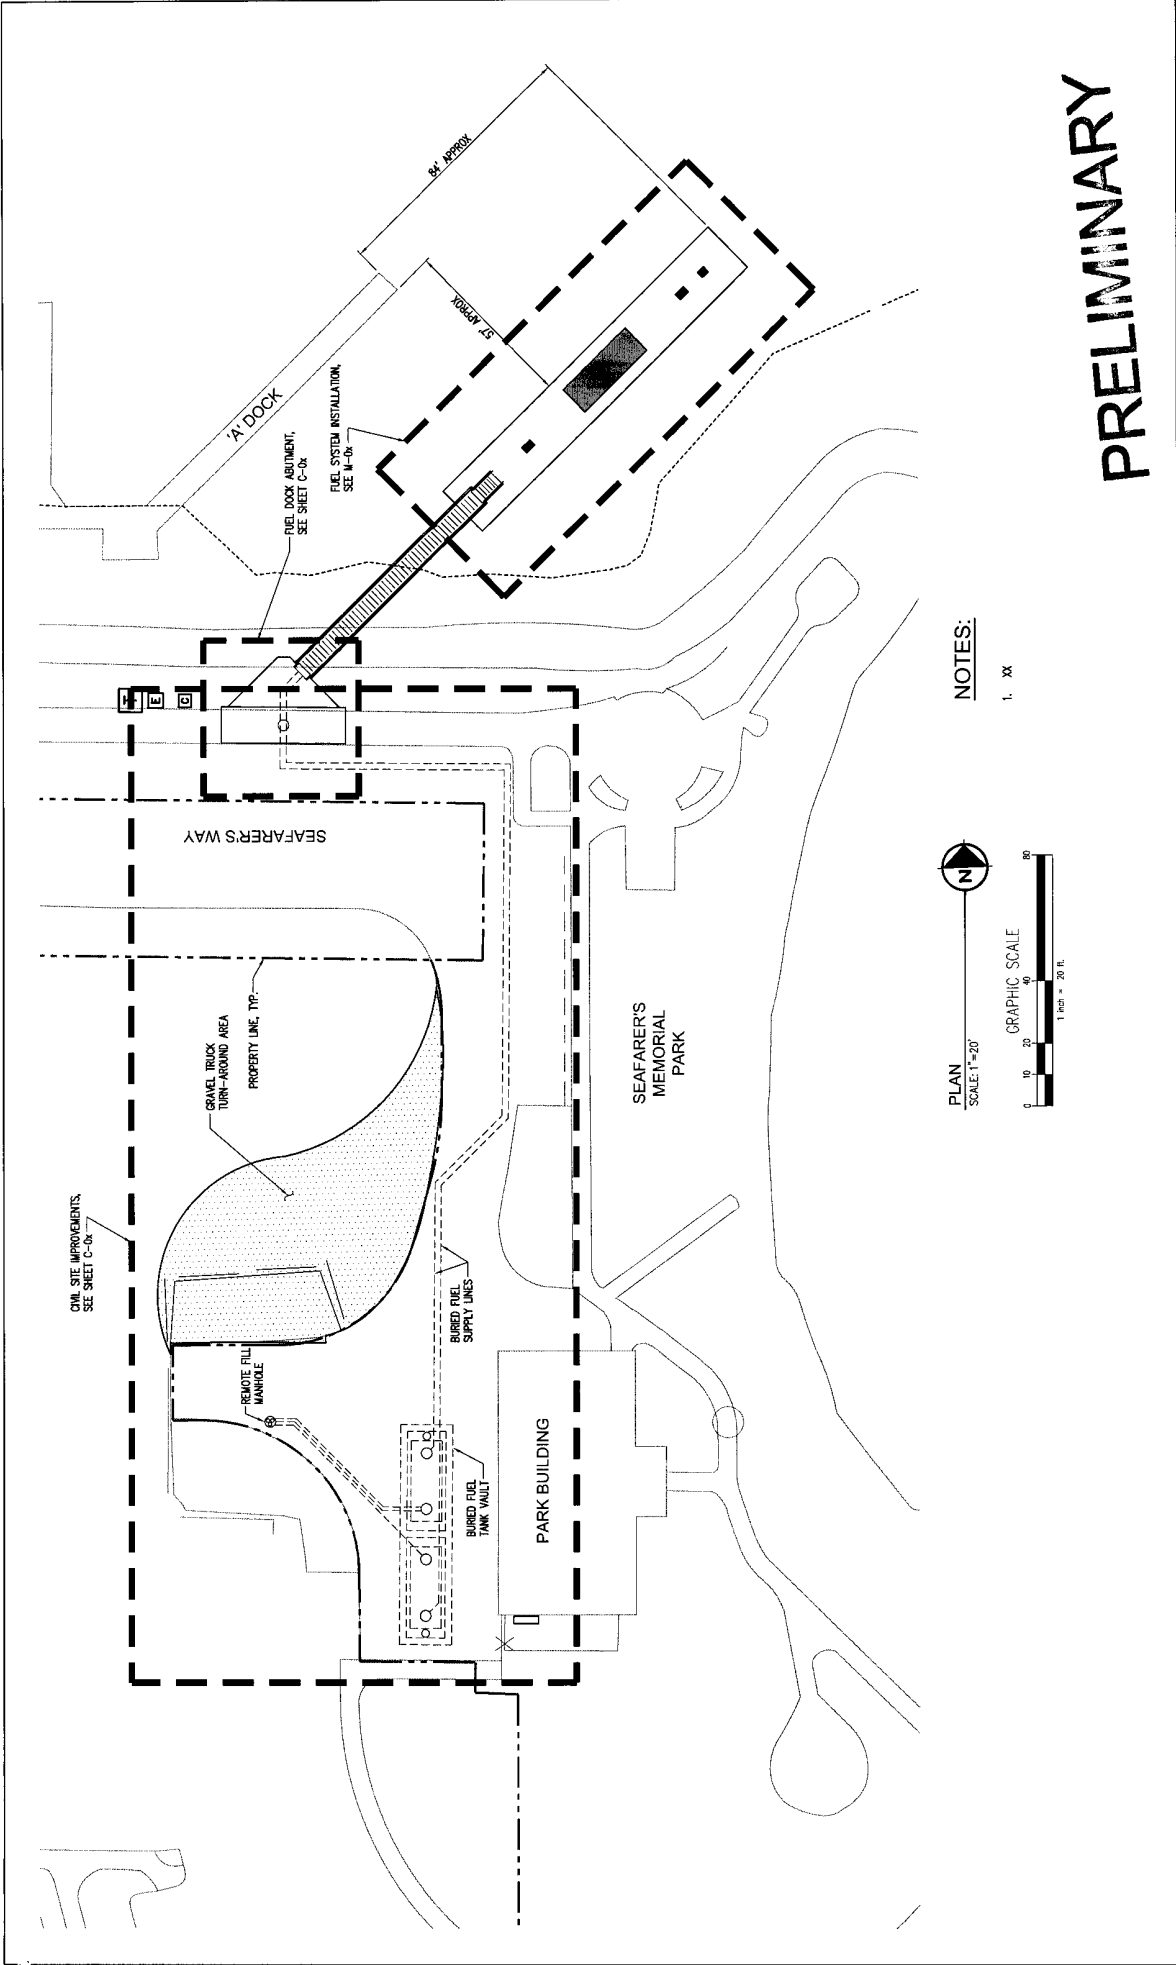 CIVIL SITE IMPROVEMENTS,
SEE SHEET C-0x
GRAVEL TRUCK
TURN-AROUND AREA
PROPERTY LINE, TYP.
REMOTE FILL
MANHOLE
BURIED FUEL
SUPPLY LINES
BURIED FUEL
TANK VAULT
PARK BUILDING
SEAFARER'S WAY
T
E
C
FUEL DOCK ABUTMENT,
SEE SHEET C-0x
FUEL SYSTEM INSTALLATION,
SEE M-0x
'A' DOCK
57' APPROX
84' APPROX
SEAFARER'S
MEMORIAL
PARK
PLAN
SCALE: 1"=20'
N
GRAPHIC SCALE
0 10 20 40 80
1 inch = 20 ft.
NOTES:
1. XX
PRELIMINARY